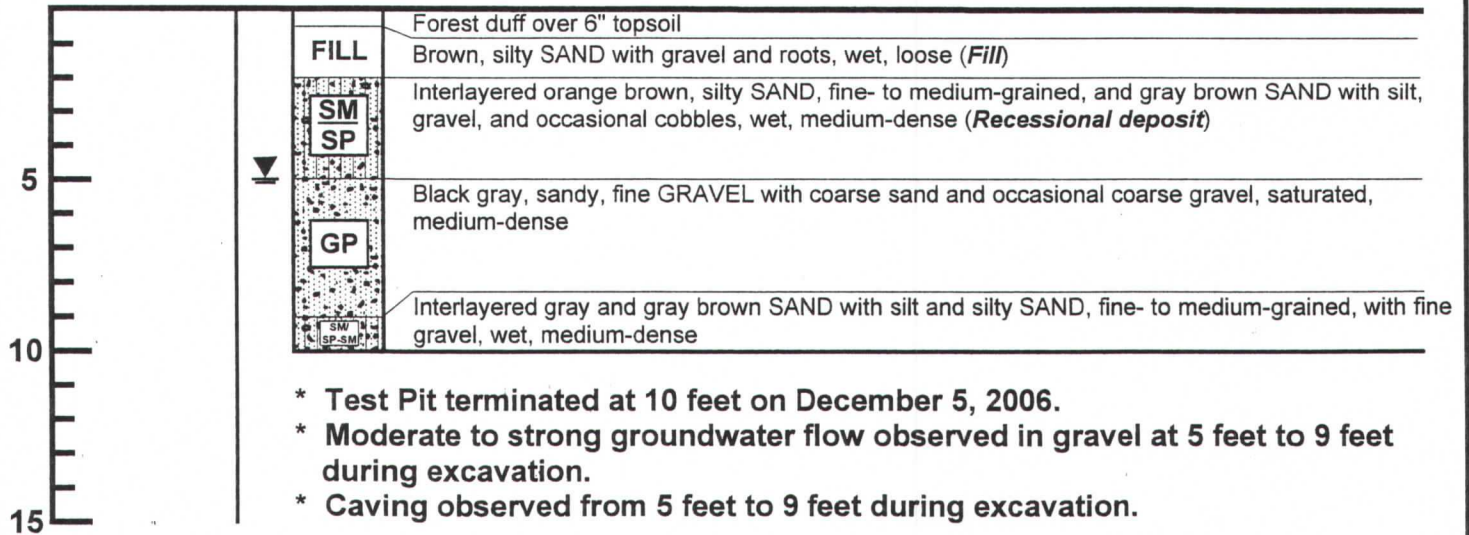 Forest duff over 6" topsoil
FILL
Brown, silty SAND with gravel and roots, wet, loose (Fill)
SM
SP
Interlayered orange brown, silty SAND, fine- to medium-grained, and gray brown SAND with silt,
gravel, and occasional cobbles, wet, medium-dense (Recessional deposit)
5
Black gray, sandy, fine GRAVEL with coarse sand and occasional coarse gravel, saturated,
medium-dense
GP
Interlayered gray and gray brown SAND with silt and silty SAND, fine- to medium-grained, with fine
gravel, wet, medium-dense
SM/
SP-SM
10
* Test Pit terminated at 10 feet on December 5, 2006.
* Moderate to strong groundwater flow observed in gravel at 5 feet to 9 feet
during excavation.
* Caving observed from 5 feet to 9 feet during excavation.
15